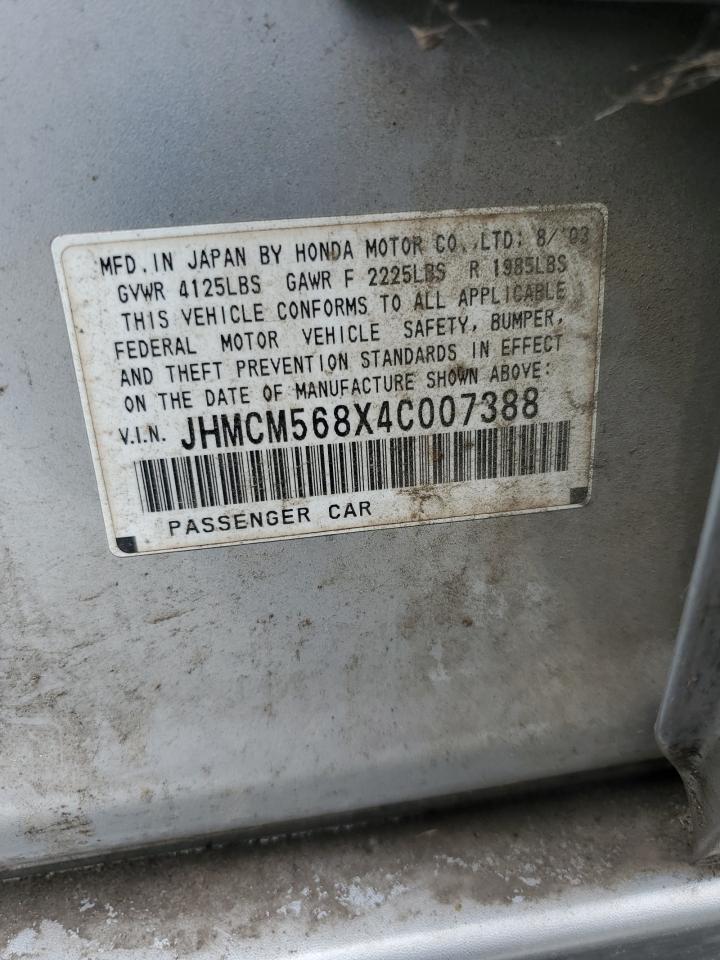 MFD. IN JAPAN BY HONDA MOTOR CO.,LTD: 8/'03
GVWR 4125LBS GAWR F 2225LBS R 1985LBS
THIS VEHICLE CONFORMS TO ALL APPLICABLE
FEDERAL MOTOR VEHICLE SAFETY, BUMPER,
AND THEFT PREVENTION STANDARDS IN EFFECT
ON THE DATE OF MANUFACTURE SHOWN ABOVE:
V.I.N. JHMCM568X4C007388
PASSENGER CAR